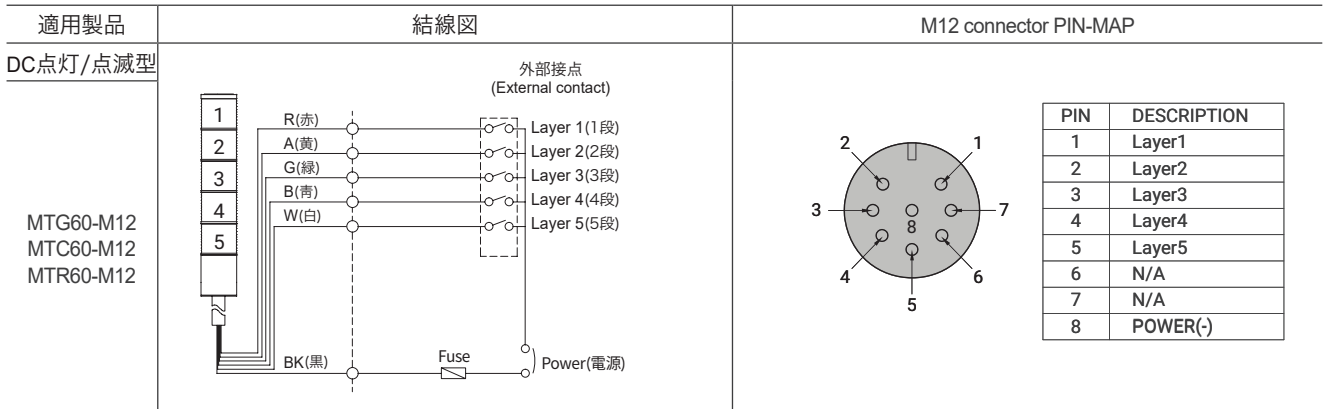 適用製品
結線図
M12 connector PIN-MAP
DC点灯/点滅型
MTG60-M12
MTC60-M12
MTR60-M12
外部接点
(External contact)
1
2
3
4
5
R(赤)
A(黄)
G(緑)
B(青)
W(白)
BK(黒)
Layer 1(1段)
Layer 2(2段)
Layer 3(3段)
Layer 4(4段)
Layer 5(5段)
Fuse
Power(電源)
2
1
3
7
8
4
6
5
PIN DESCRIPTION
1 Layer1
2 Layer2
3 Layer3
4 Layer4
5 Layer5
6 N/A
7 N/A
8 POWER(-)